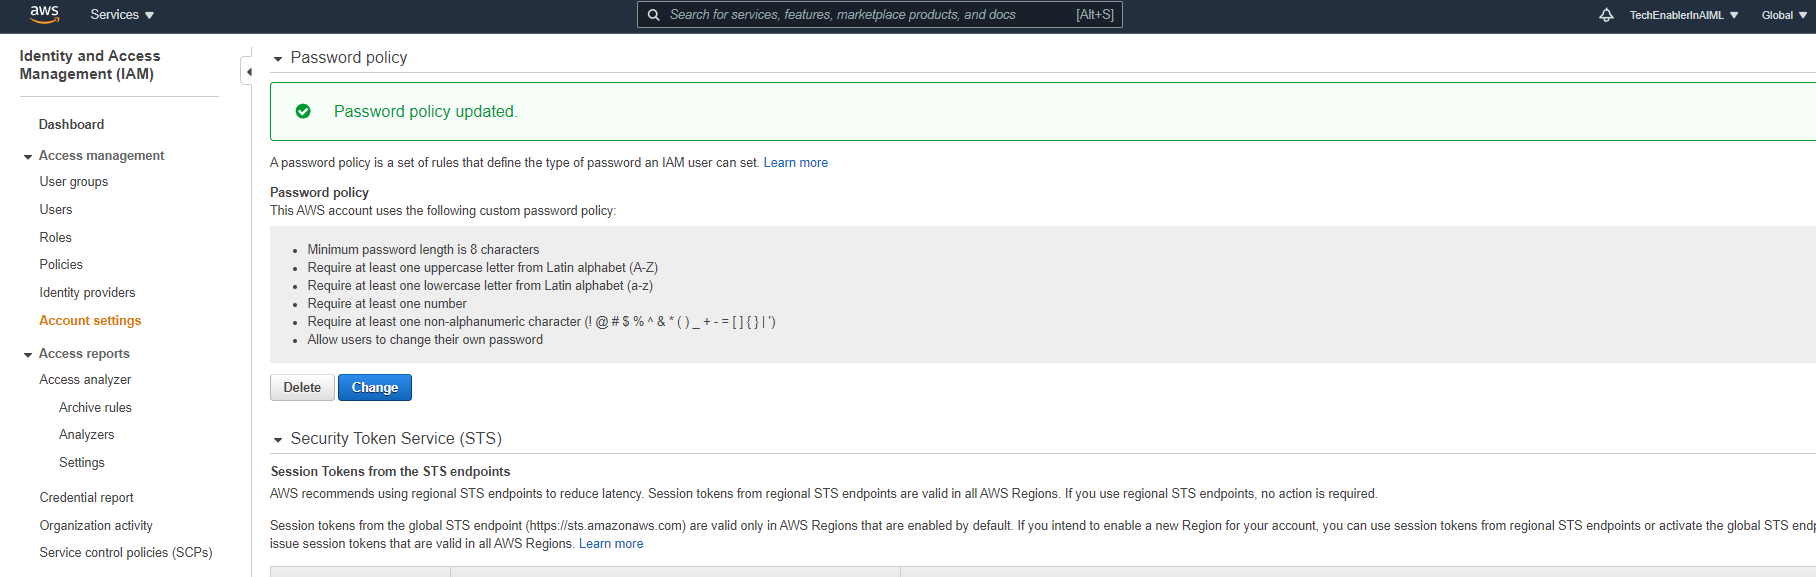 aws
Services
Search for services, features, marketplace products, and docs [Alt+S]
TechEnablerInAIML
Global
Identity and Access
Management (IAM)
Dashboard
Access management
User groups
Users
Roles
Policies
Identity providers
Account settings
Access reports
Access analyzer
Archive rules
Analyzers
Settings
Credential report
Organization activity
Service control policies (SCPs)
Password policy
Password policy updated.
A password policy is a set of rules that define the type of password an IAM user can set. Learn more
Password policy
This AWS account uses the following custom password policy:
• Minimum password length is 8 characters
• Require at least one uppercase letter from Latin alphabet (A-Z)
• Require at least one lowercase letter from Latin alphabet (a-z)
• Require at least one number
• Require at least one non-alphanumeric character (! @ # $ % ^ & * ( ) _ + - = [ ] { } | ')
• Allow users to change their own password
Delete Change
Security Token Service (STS)
Session Tokens from the STS endpoints
AWS recommends using regional STS endpoints to reduce latency. Session tokens from regional STS endpoints are valid in all AWS Regions. If you use regional STS endpoints, no action is required.
Session tokens from the global STS endpoint (https://sts.amazonaws.com) are valid only in AWS Regions that are enabled by default. If you intend to enable a new Region for your account, you can use session tokens from regional STS endpoints or activate the global STS endp
issue session tokens that are valid in all AWS Regions. Learn more